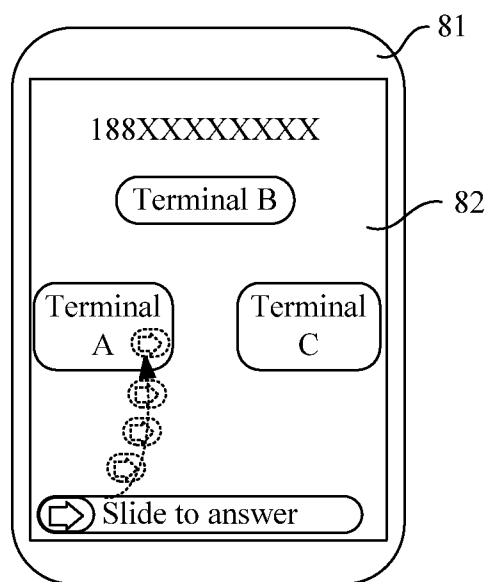 81
188XXXXXXXX
Terminal B
82
Terminal
A
Terminal
C
Slide to answer